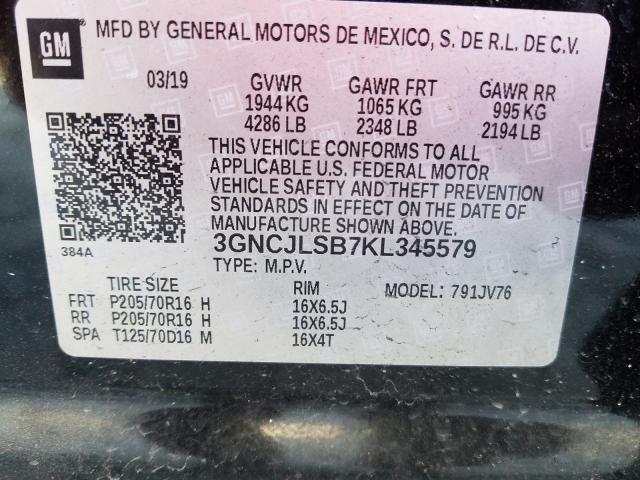 GM
MFD BY GENERAL MOTORS DE MEXICO, S. DE R.L. DE C.V.
03/19 GVWR GAWR FRT GAWR RR
1944 KG 1065 KG 995 KG
4286 LB 2348 LB 2194 LB
THIS VEHICLE CONFORMS TO ALL
APPLICABLE U.S. FEDERAL MOTOR
VEHICLE SAFETY AND THEFT PREVENTION
STANDARDS IN EFFECT ON THE DATE OF
MANUFACTURE SHOWN ABOVE.
384A
3GNCJLSB7KL345579
TYPE: M.P.V.
TIRE SIZE RIM MODEL: 791JV76
FRT P205/70R16 H 16X6.5J
RR P205/70R16 H 16X6.5J
SPA T125/70D16 M 16X4T